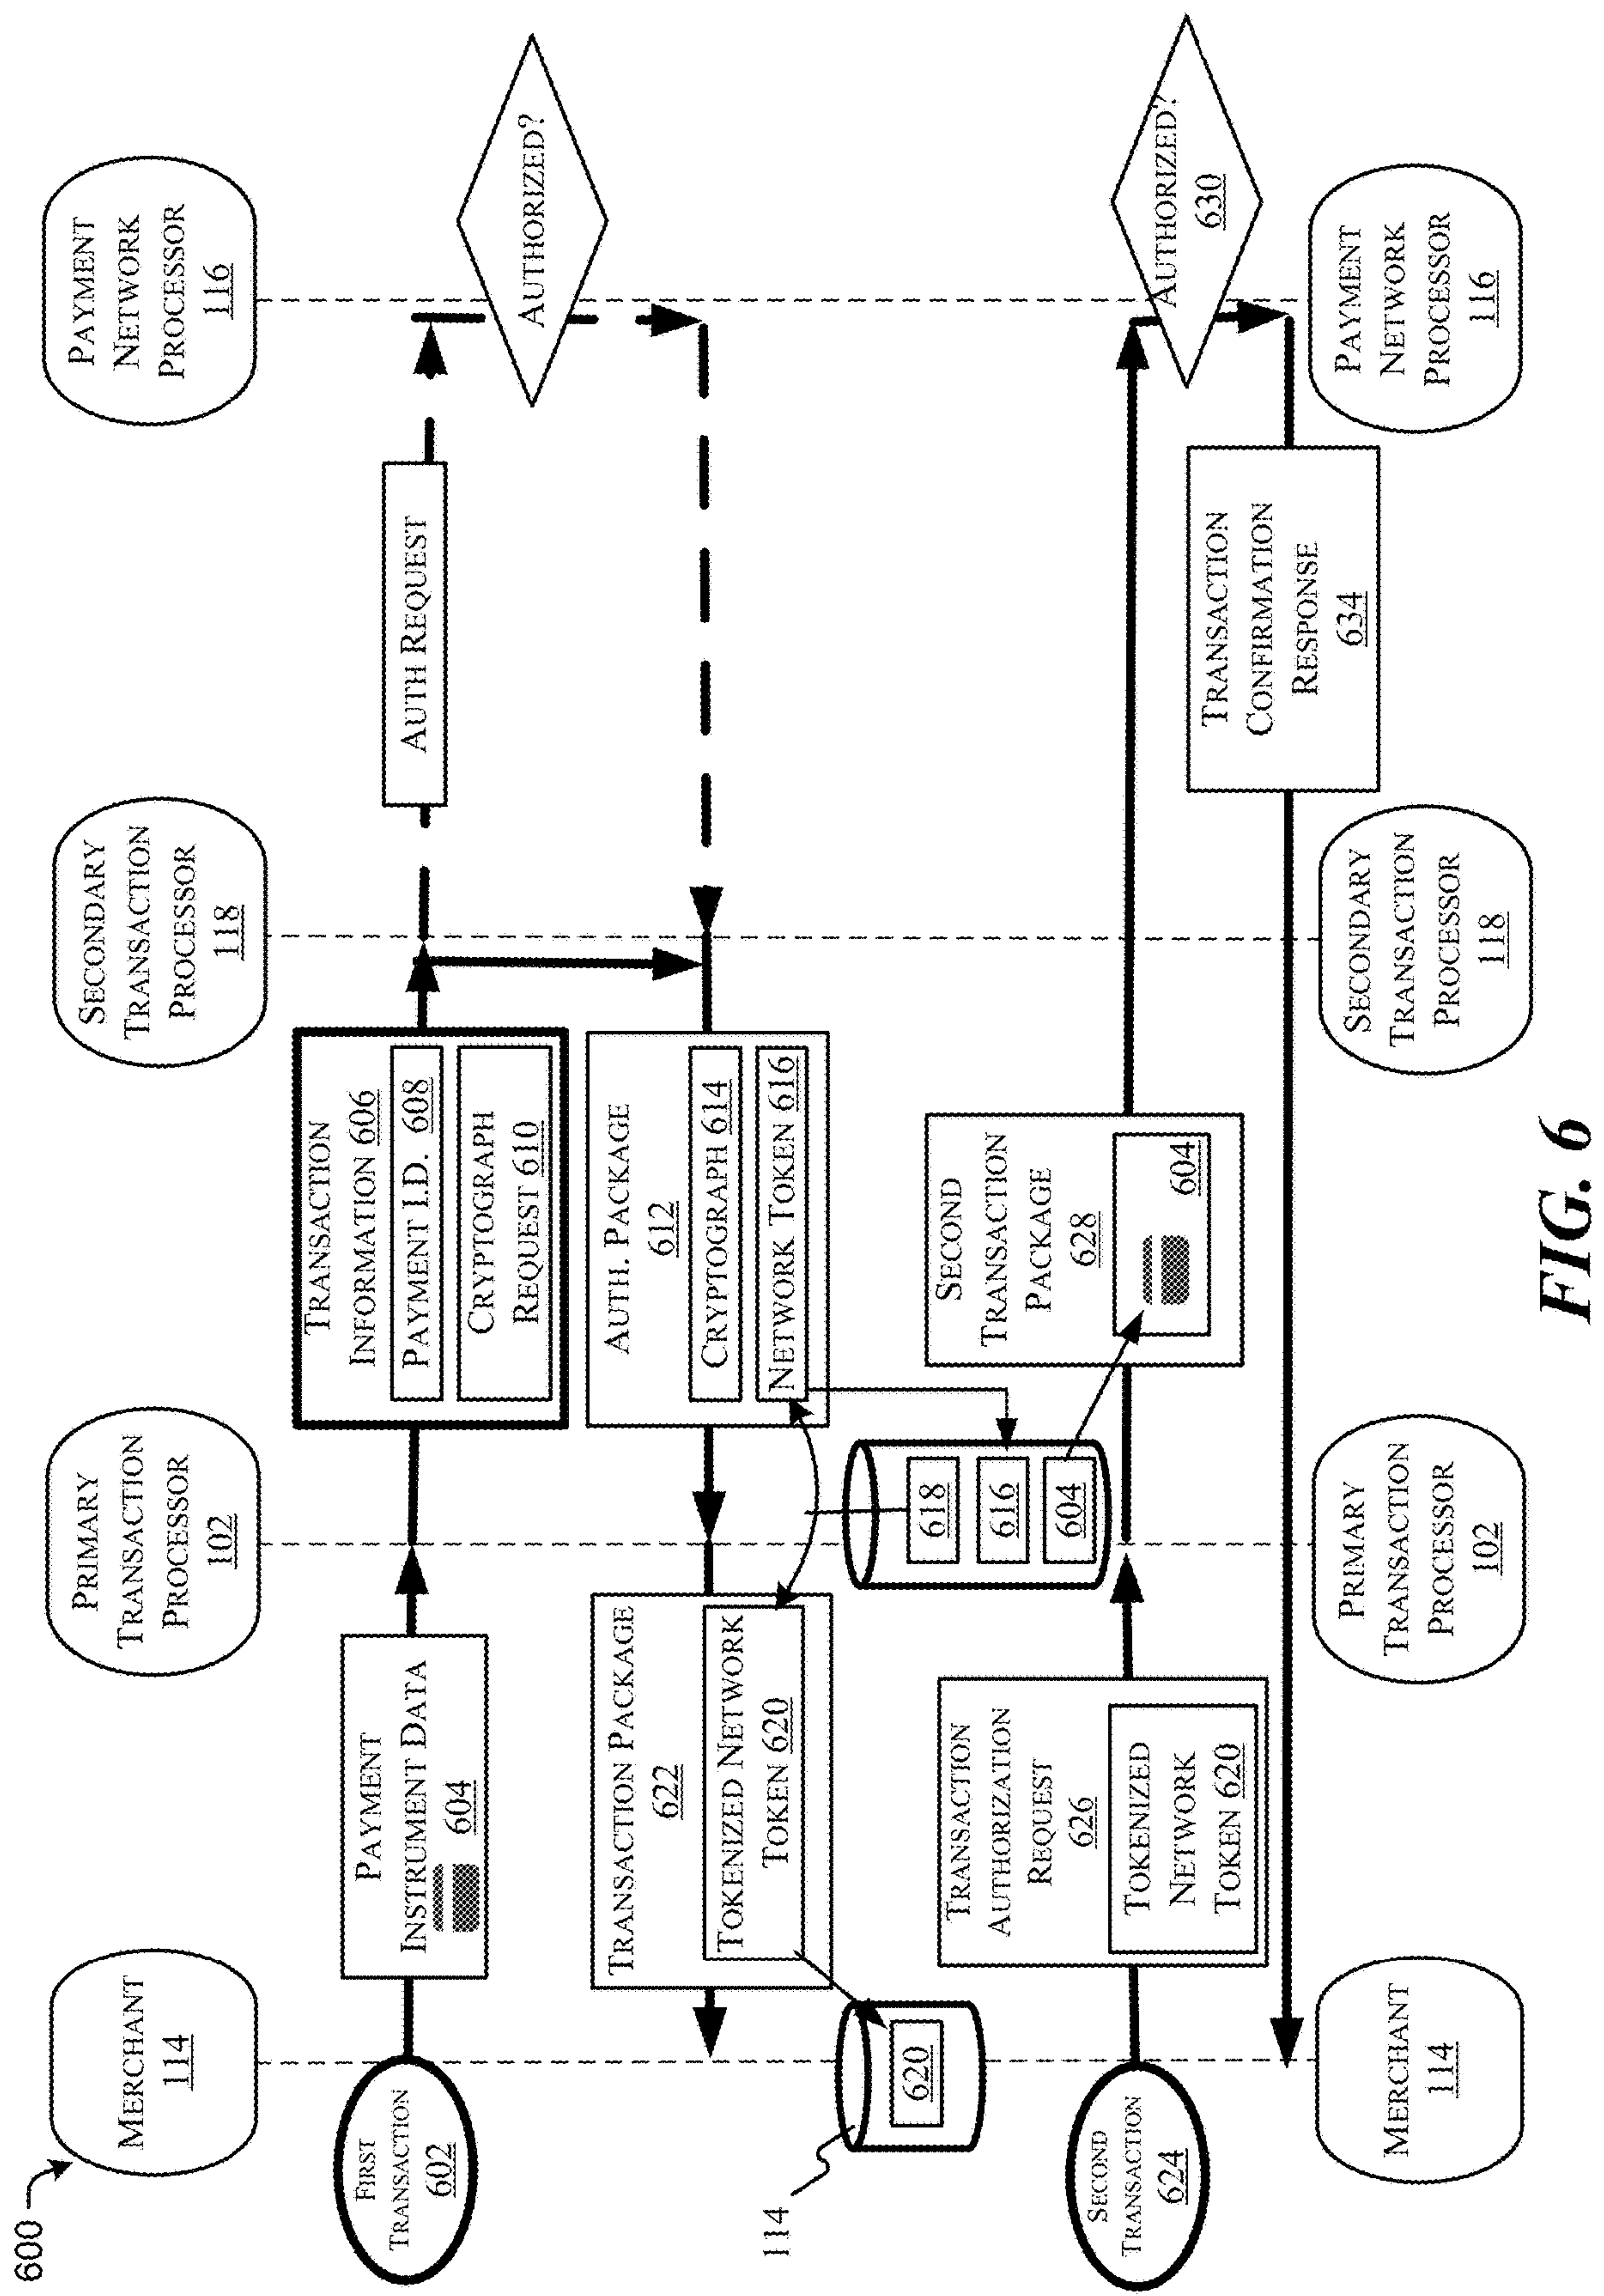 600
MERCHANT
114
PRIMARY
TRANSACTION
PROCESSOR
102
SECONDARY
TRANSACTION
PROCESSOR
118
PAYMENT
NETWORK
PROCESSOR
116
FIRST
TRANSACTION
602
PAYMENT
INSTRUMENT DATA
604
TRANSACTION
INFORMATION 606
PAYMENT I.D. 608
CRYPTOGRAPH
REQUEST 610
AUTH REQUEST
AUTHORIZED?
TRANSACTION PACKAGE
622
TOKENIZED NETWORK
TOKEN 620
AUTH. PACKAGE
612
CRYPTOGRAPH 614
NETWORK TOKEN 616
114
620
618
616
604
SECOND
TRANSACTION
624
TRANSACTION
AUTHORIZATION
REQUEST
626
TOKENIZED
NETWORK
TOKEN 620
SECOND
TRANSACTION
PACKAGE
628
604
AUTHORIZED?
630
TRANSACTION
CONFIRMATION
RESPONSE
634
MERCHANT
114
PRIMARY
TRANSACTION
PROCESSOR
102
SECONDARY
TRANSACTION
PROCESSOR
118
PAYMENT
NETWORK
PROCESSOR
116
FIG. 6